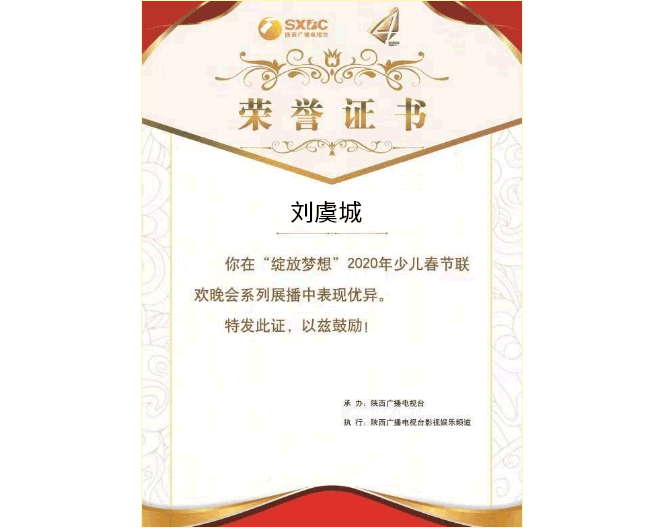 SXBC
陕西广播电视台
4
荣誉证书
刘虞城
你在“绽放梦想”2020年少儿春节联
欢晚会系列展播中表现优异。
特发此证，以兹鼓励！
承 办：陕西广播电视台
执 行：陕西广播电视台影视娱乐频道